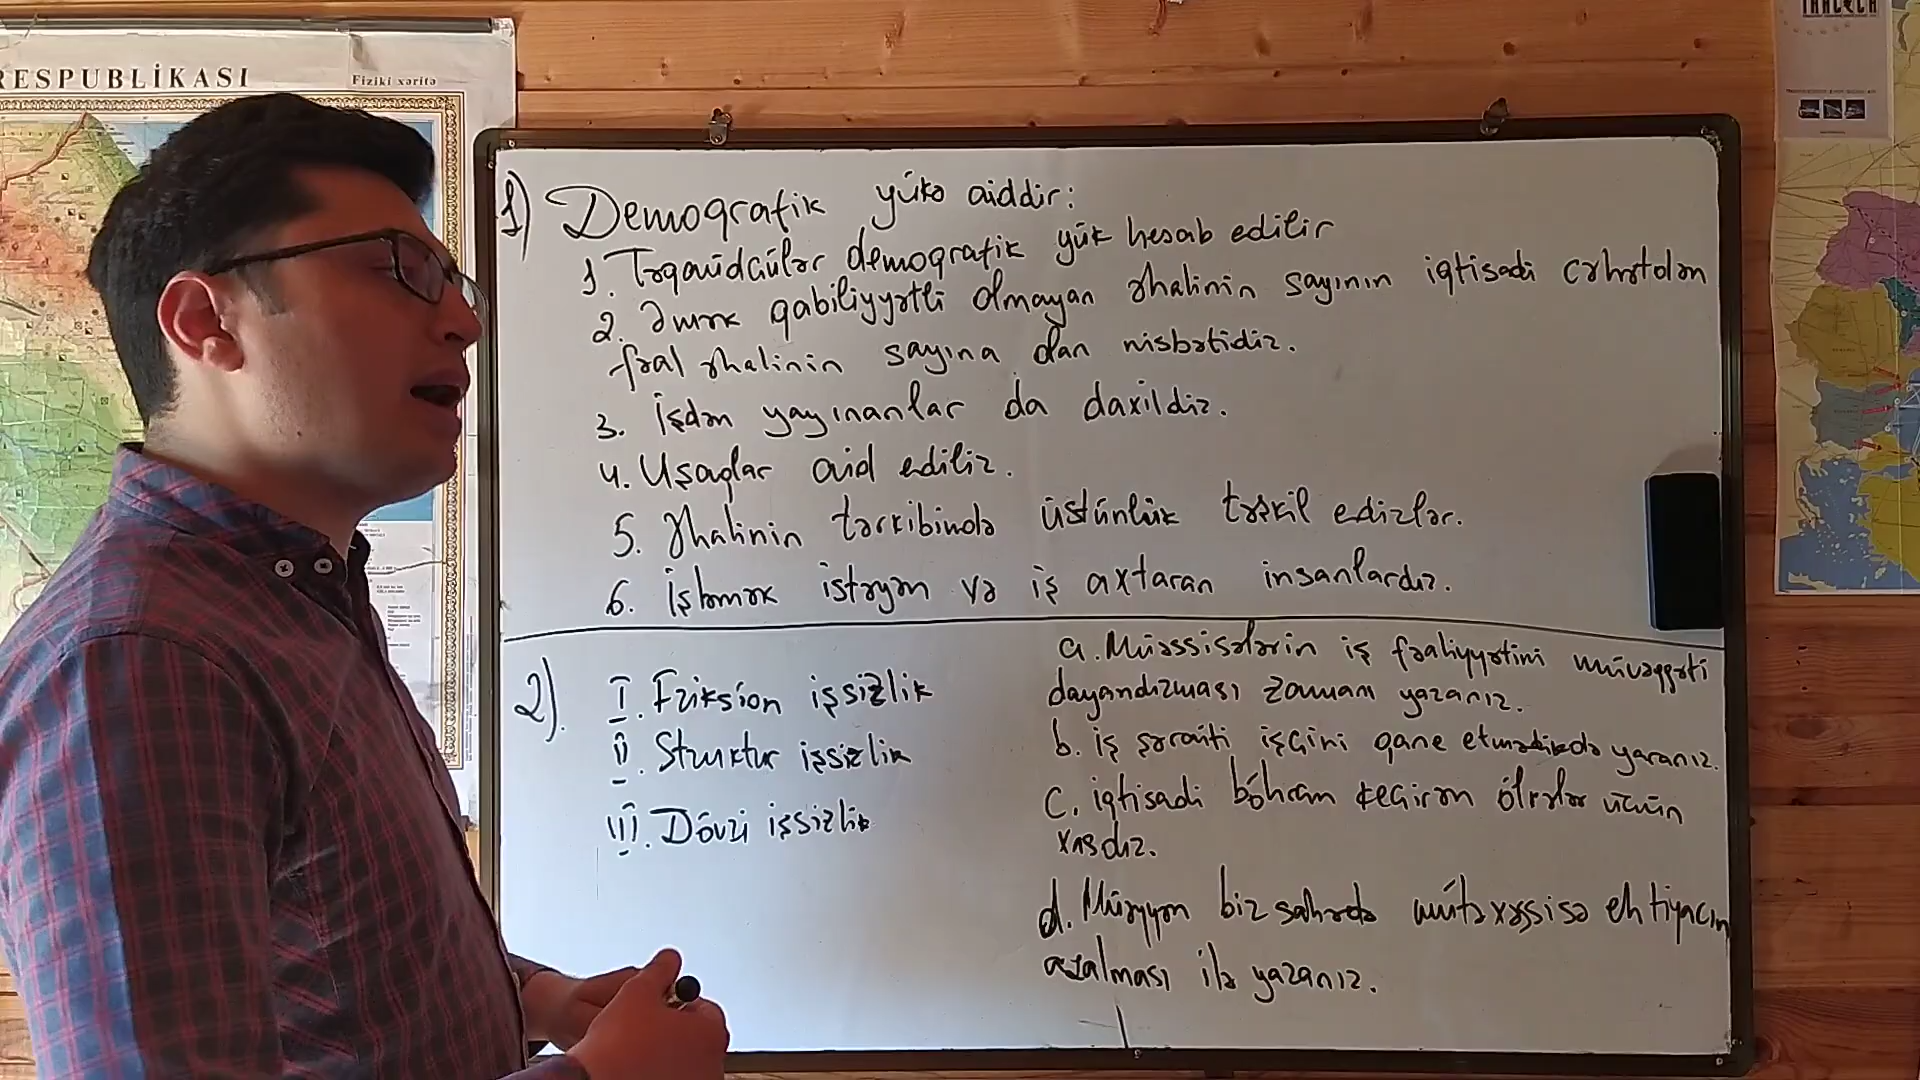 RESPUBLİKASI
Fiziki xəritə
1) Demoqrafik yükə aiddir:
1. Təqaüdçülər demoqrafik yük hesab edilir
2. Əmək qabiliyyətli olmayan əhalinin sayının iqtisadi cəhətdən
fəal əhalinin sayına olan nisbətidir.
3. İşdən yayınanlar da daxildir.
4. Uşaqlar aid edilir.
5. Əhalinin tərkibində üstünlük təşkil edirlər.
6. İşləmək istəyən və iş axtaran insanlardır.
2).
I. Friksion işsizlik
II. Struktur işsizlik
III. Dövri işsizlik
a. Müəssisələrin iş fəaliyyətini müvəqqəti
dayandırması zamanı yaranır.
b. iş şəraiti işçini qane etmədikdə yaranır.
c. iqtisadi böhran keçirən ölkələr üçün
xasdır.
d. Müəyyən bir sahədə mütəxəssisə ehtiyacın
azalması ilə yaranır.